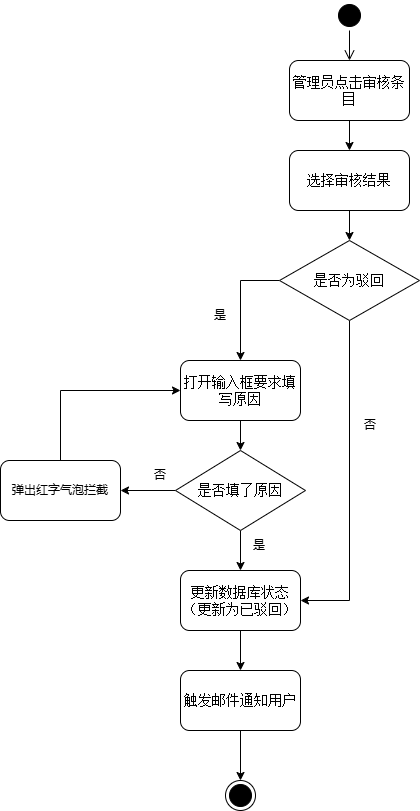 管理员点击审核条
目
选择审核结果
是否为驳回
是
打开输入框要求填
写原因
否
否
弹出红字气泡拦截
是否填了原因
是
更新数据库状态
（更新为已驳回）
触发邮件通知用户